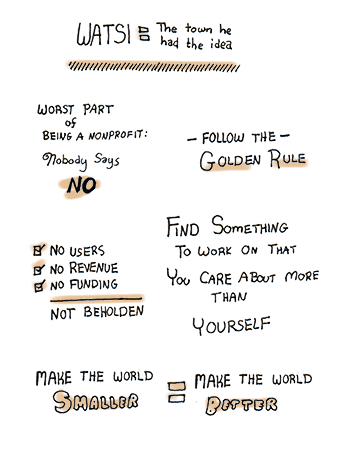 WATSI = The town he
had the idea
WORST PART
of
BEING A NONPROFIT:
Nobody Says
NO
- FOLLOW THE -
GOLDEN RULE
NO USERS
NO REVENUE
NO FUNDING
NOT BEHOLDEN
FIND SOMETHING
TO WORK ON THAT
YOU CARE ABOUT MORE
THAN
YOURSELF
MAKE THE WORLD
SMALLER
=
MAKE THE WORLD
BETTER